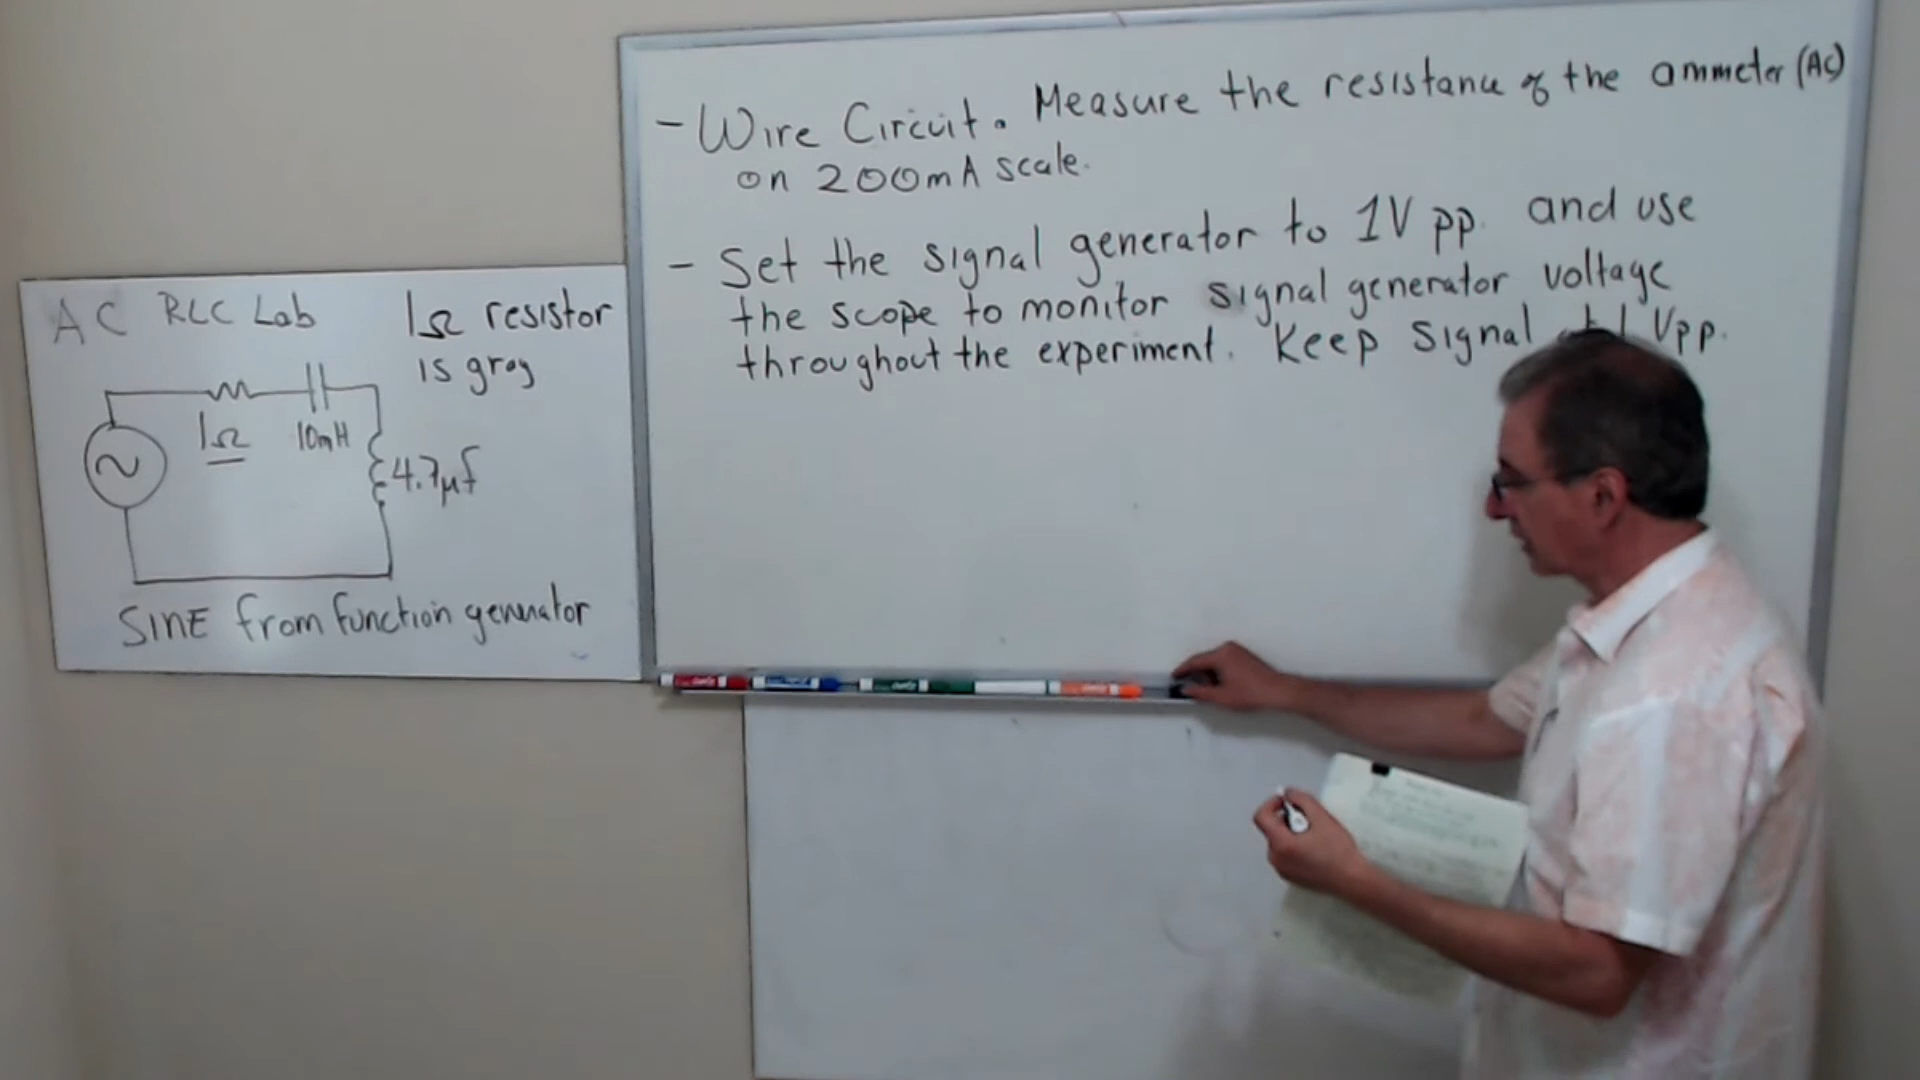 AC RLC Lab
1Ω resistor
is gray
1Ω
10mH
4.7μf
SINE from function generator
- Wire Circuit. Measure the resistance of the ammeter (AC)
on 200mA scale.
- Set the signal generator to 1V pp. and use
the scope to monitor signal generator voltage
throughout the experiment. Keep signal at 1 Vpp.